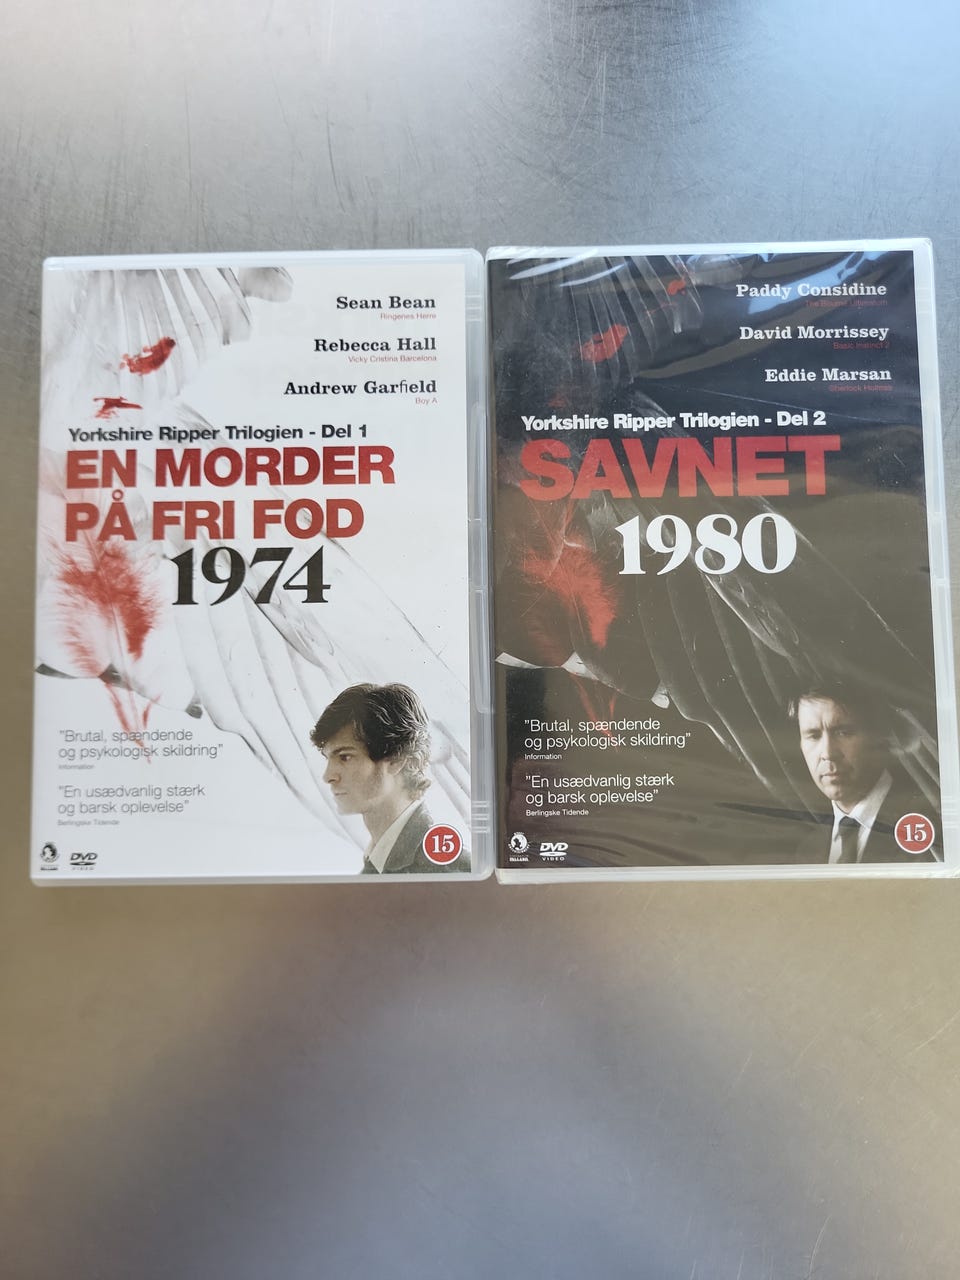 Sean Bean
Ringenes Herre
Rebecca Hall
Vicky Cristina Barcelona
Andrew Garfield
Boy A
Yorkshire Ripper Trilogien - Del 1
EN MORDER
PÅ FRI FOD
1974
"Brutal, spændende
og psykologisk skildring"
Information
"En usædvanlig stærk
og barsk oplevelse"
Berlingske Tidende
DVD
VIDEO
15
Paddy Considine
The Bourne Ultimatum
David Morrissey
Basic Instinct 2
Eddie Marsan
Sherlock Holmes
Yorkshire Ripper Trilogien - Del 2
SAVNET
1980
"Brutal, spændende
og psykologisk skildring"
Information
"En usædvanlig stærk
og barsk oplevelse"
Berlingske Tidende
DVD
VIDEO
15